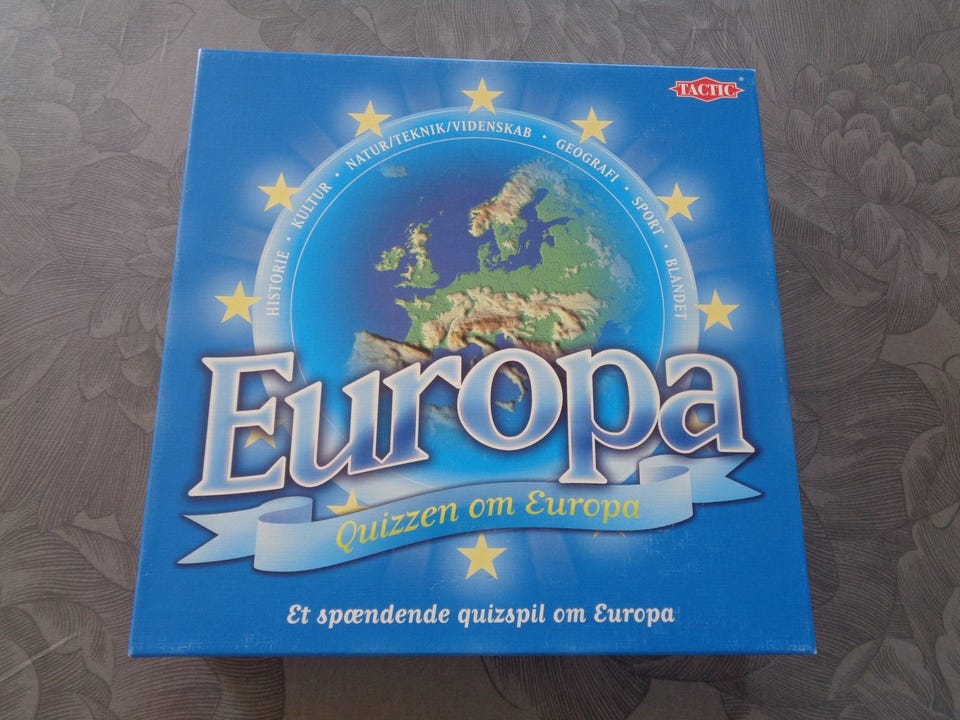 TACTIC
HISTORIE • KULTUR • NATUR/TEKNIK/VIDENSKAB • GEOGRAFI • SPORT • BLANDET
Europa
Quizzen om Europa
Et spændende quizspil om Europa